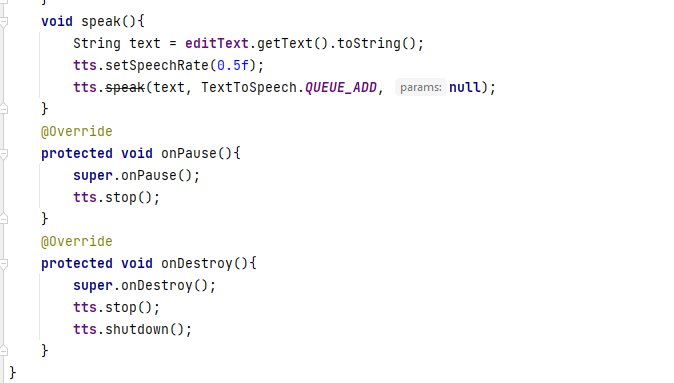 }
void speak(){
String text = editText.getText().toString();
tts.setSpeechRate(0.5f);
tts.speak(text, TextToSpeech.QUEUE_ADD, params: null);
}
@Override
protected void onPause(){
super.onPause();
tts.stop();
}
@Override
protected void onDestroy(){
super.onDestroy();
tts.stop();
tts.shutdown();
}
}